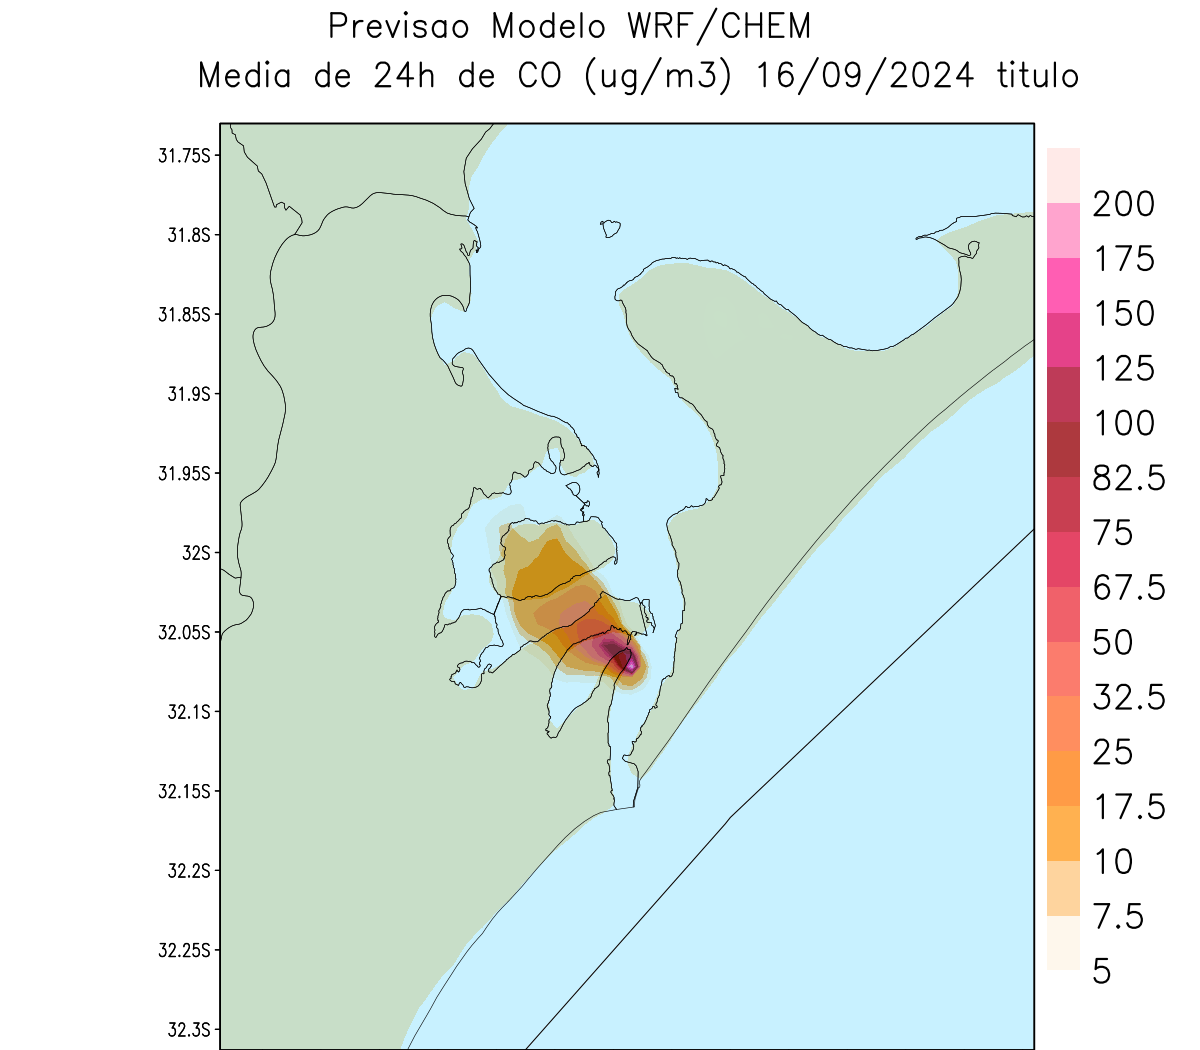 Previsao Modelo WRF/CHEM
Media de 24h de CO (ug/m3) 16/09/2024 titulo
31.75S
31.8S
31.85S
31.9S
31.95S
32S
32.05S
32.1S
32.15S
32.2S
32.25S
32.3S
200
175
150
125
100
82.5
75
67.5
50
32.5
25
17.5
10
7.5
5